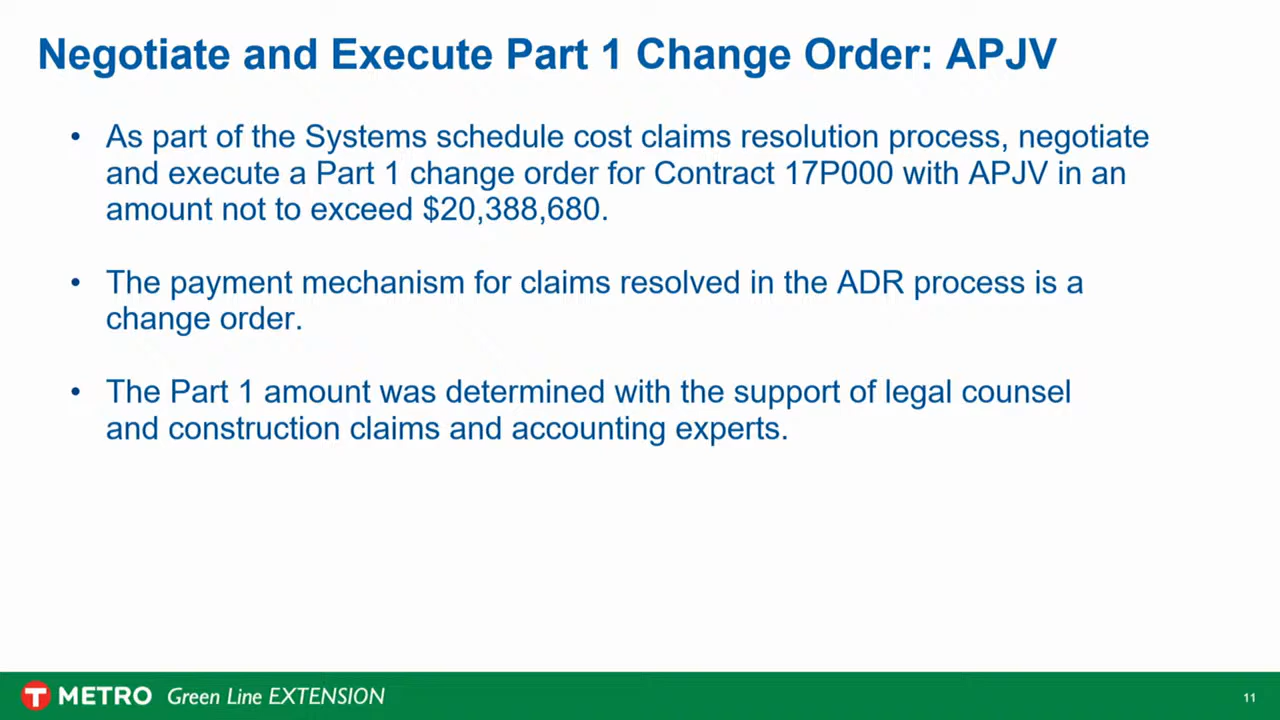 Negotiate and Execute Part 1 Change Order: APJV
• As part of the Systems schedule cost claims resolution process, negotiate
and execute a Part 1 change order for Contract 17P000 with APJV in an
amount not to exceed $20,388,680.
• The payment mechanism for claims resolved in the ADR process is a
change order.
• The Part 1 amount was determined with the support of legal counsel
and construction claims and accounting experts.
T METRO Green Line EXTENSION
11